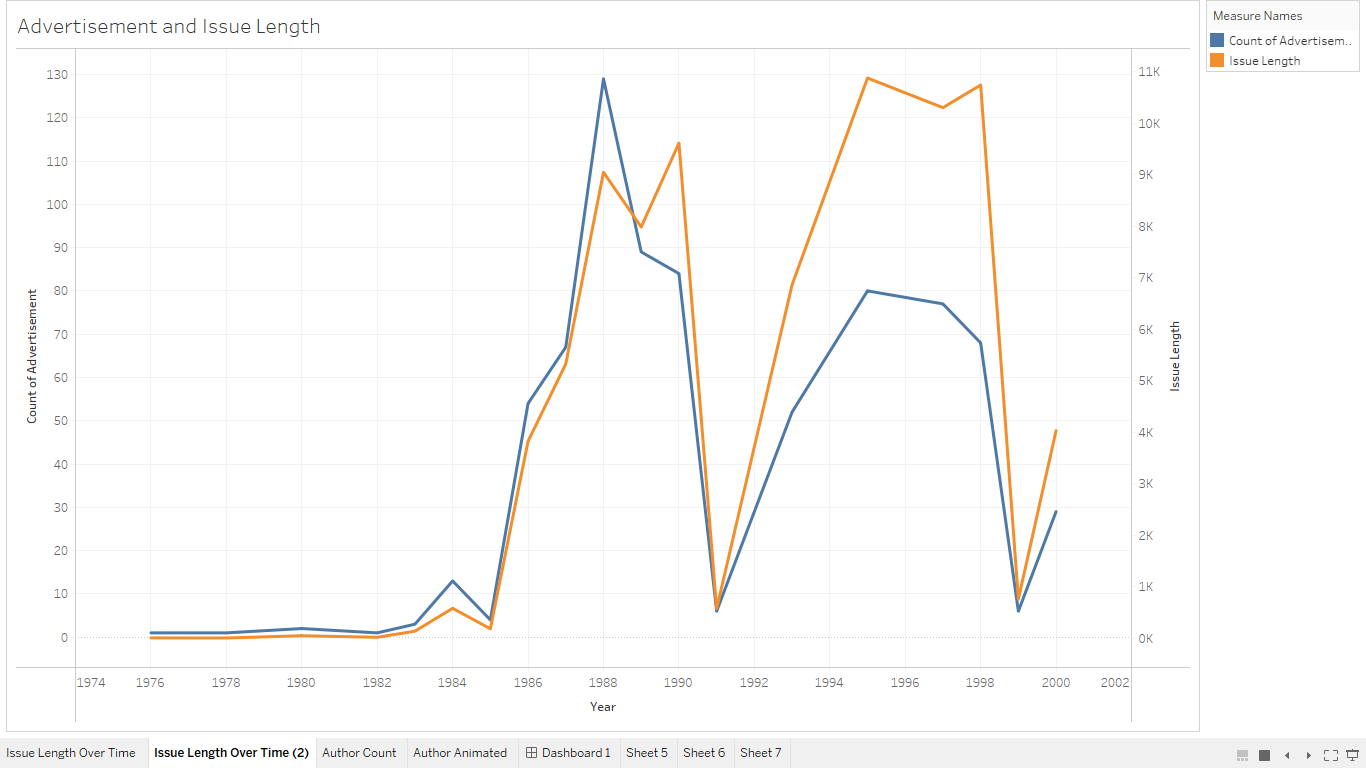 Advertisement and Issue Length
Measure Names
Count of Advertisem..
Issue Length
130
120
110
100
90
80
70
60
50
40
30
20
10
0
Count of Advertisement
11K
10K
9K
8K
7K
6K
5K
4K
3K
2K
1K
0K
Issue Length
1974 1976 1978 1980 1982 1984 1986 1988 1990 1992 1994 1996 1998 2000 2002
Year
Issue Length Over Time Issue Length Over Time (2) Author Count Author Animated Dashboard 1 Sheet 5 Sheet 6 Sheet 7